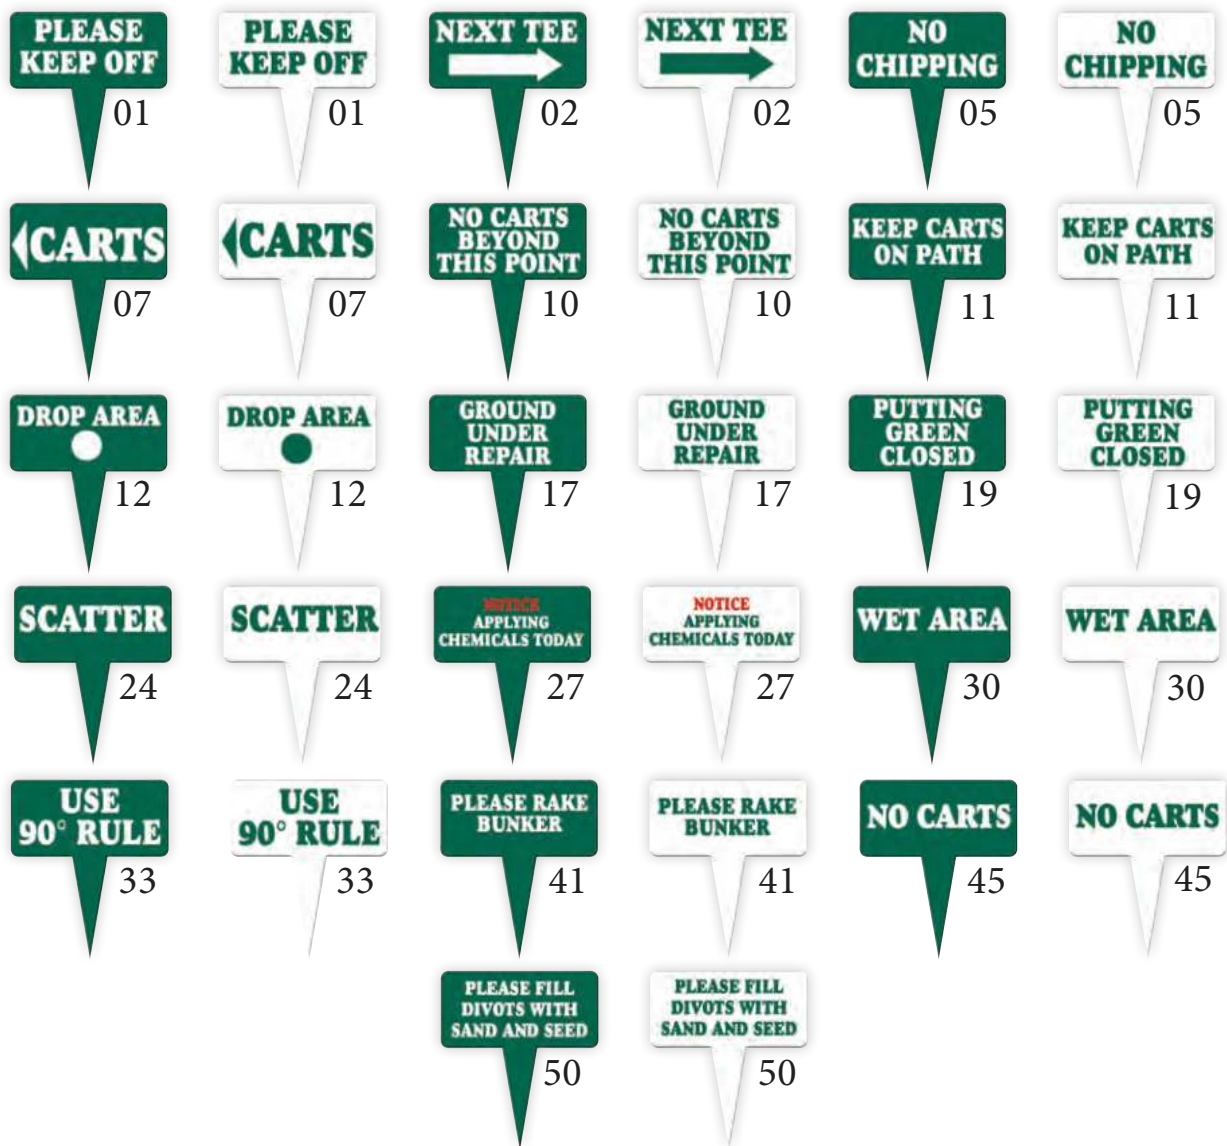 PLEASE
KEEP OFF
01
PLEASE
KEEP OFF
01
NEXT TEE
02
NEXT TEE
02
NO
CHIPPING
05
NO
CHIPPING
05
CARTS
07
CARTS
07
NO CARTS
BEYOND
THIS POINT
10
NO CARTS
BEYOND
THIS POINT
10
KEEP CARTS
ON PATH
11
KEEP CARTS
ON PATH
11
DROP AREA
12
DROP AREA
12
GROUND
UNDER
REPAIR
17
GROUND
UNDER
REPAIR
17
PUTTING
GREEN
CLOSED
19
PUTTING
GREEN
CLOSED
19
SCATTER
24
SCATTER
24
NOTICE
APPLYING
CHEMICALS TODAY
27
NOTICE
APPLYING
CHEMICALS TODAY
27
WET AREA
30
WET AREA
30
USE
90° RULE
33
USE
90° RULE
33
PLEASE RAKE
BUNKER
41
PLEASE RAKE
BUNKER
41
NO CARTS
45
NO CARTS
45
PLEASE FILL
DIVOTS WITH
SAND AND SEED
50
PLEASE FILL
DIVOTS WITH
SAND AND SEED
50